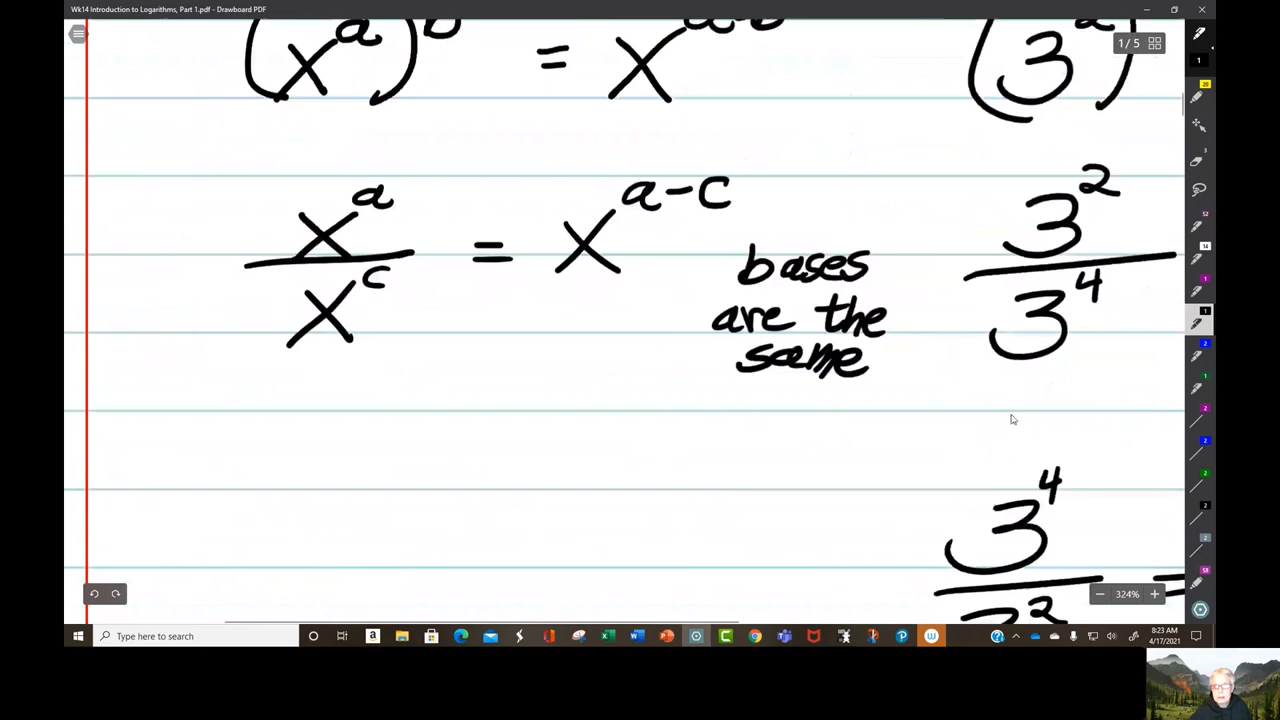 Wk14 Introduction to Logarithms, Part 1.pdf - Drawboard PDF
1/5
(x^a)^b = x^
(3^2)
x^a / x^c = x^{a-c}
bases
are the
same
3^2 / 3^4
3^4
324%
Type here to search
8:23 AM
4/17/2021